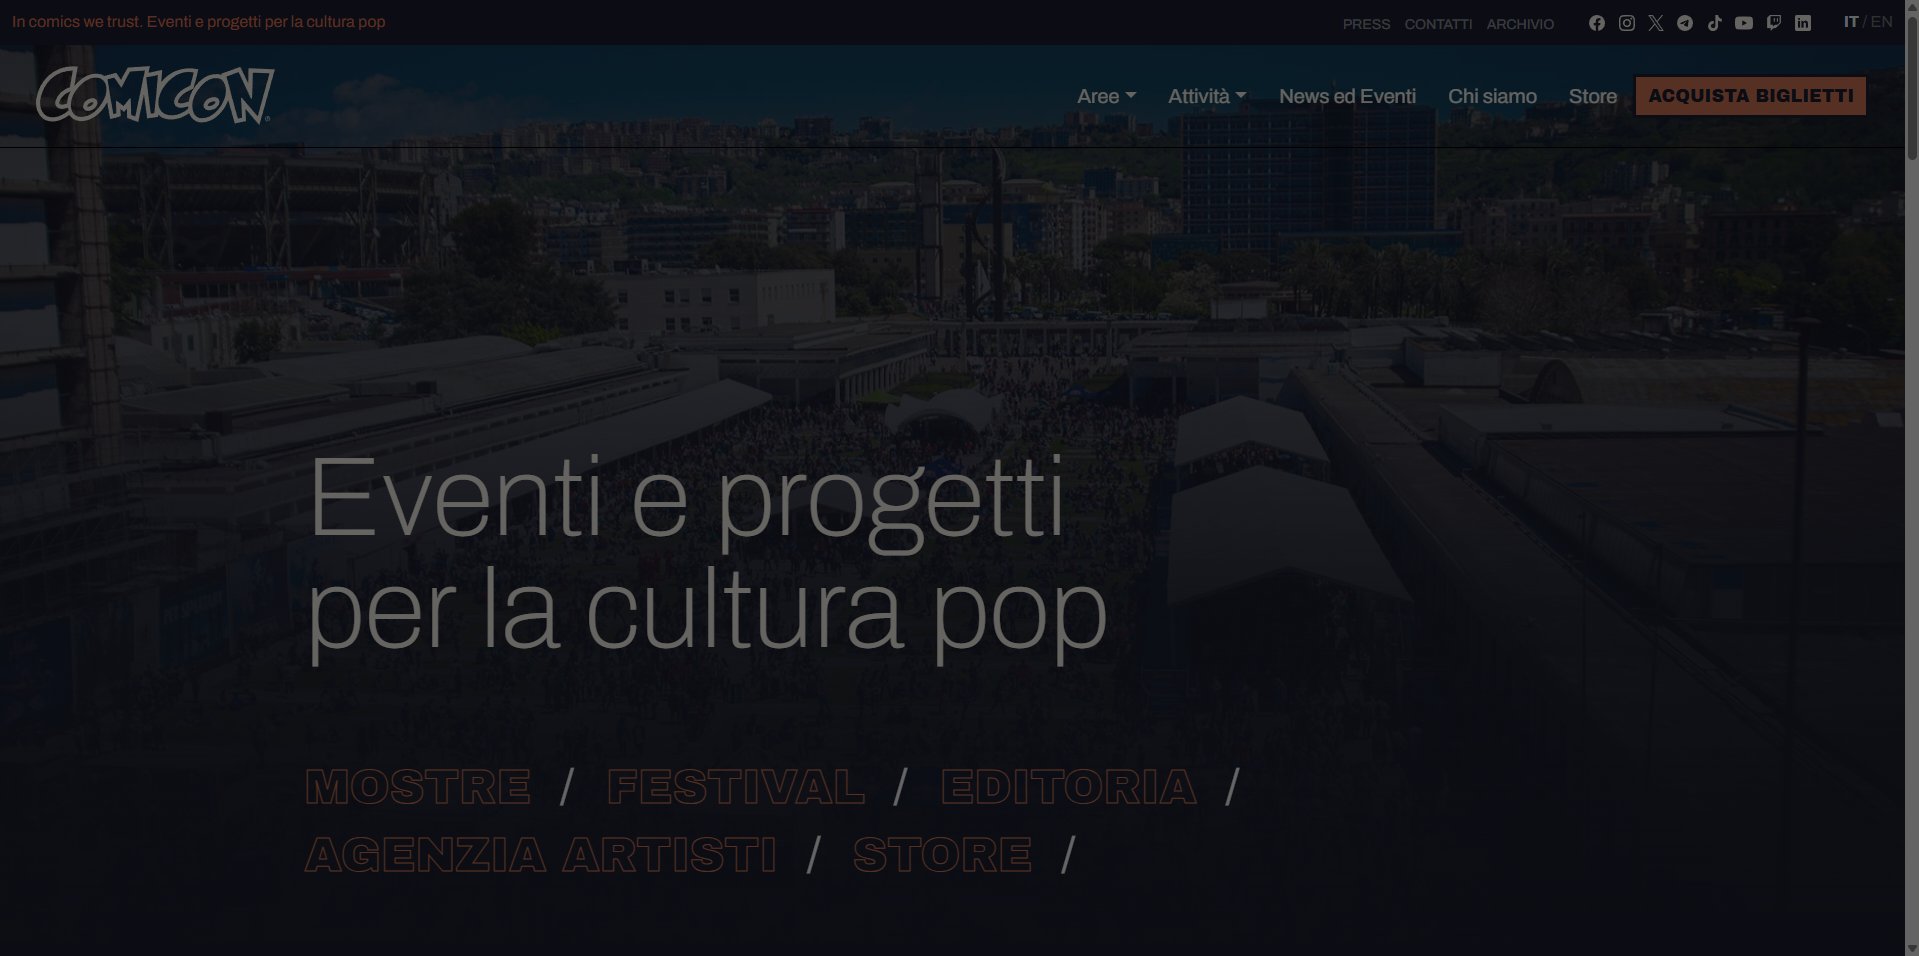 In comics we trust. Eventi e progetti per la cultura pop
PRESS CONTATTI ARCHIVIO
IT / EN
COMICON
Aree Attività News ed Eventi Chi siamo Store ACQUISTA BIGLIETTI
Eventi e progetti
per la cultura pop
MOSTRE / FESTIVAL / EDITORIA /
AGENZIA ARTISTI / STORE /